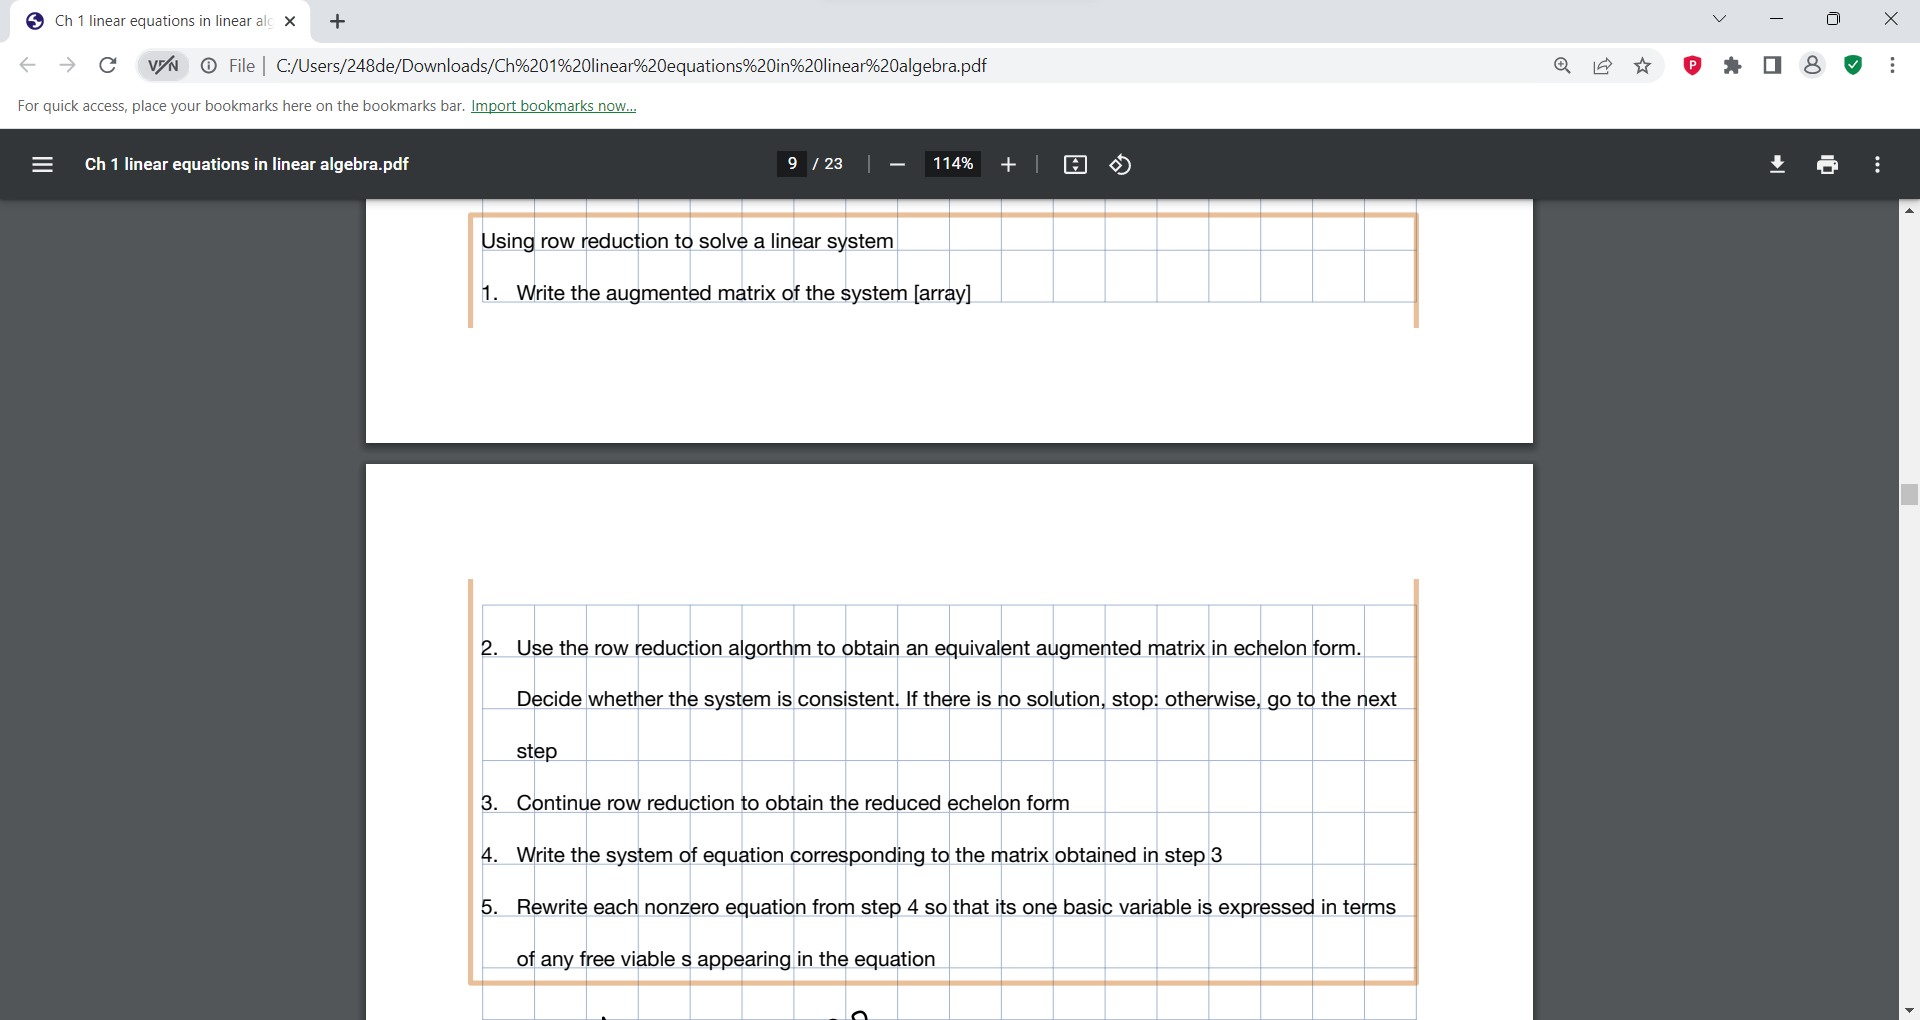 Ch 1 linear equations in linear alg
VPN
File
C:/Users/248de/Downloads/Ch%201%20linear%20equations%20in%20linear%20algebra.pdf
For quick access, place your bookmarks here on the bookmarks bar. Import bookmarks now...
Ch 1 linear equations in linear algebra.pdf
9 / 23
114%
Using row reduction to solve a linear system
1. Write the augmented matrix of the system [array]
2. Use the row reduction algorthm to obtain an equivalent augmented matrix in echelon form.
Decide whether the system is consistent. If there is no solution, stop: otherwise, go to the next
step
3. Continue row reduction to obtain the reduced echelon form
4. Write the system of equation corresponding to the matrix obtained in step 3
5. Rewrite each nonzero equation from step 4 so that its one basic variable is expressed in terms
of any free viable s appearing in the equation